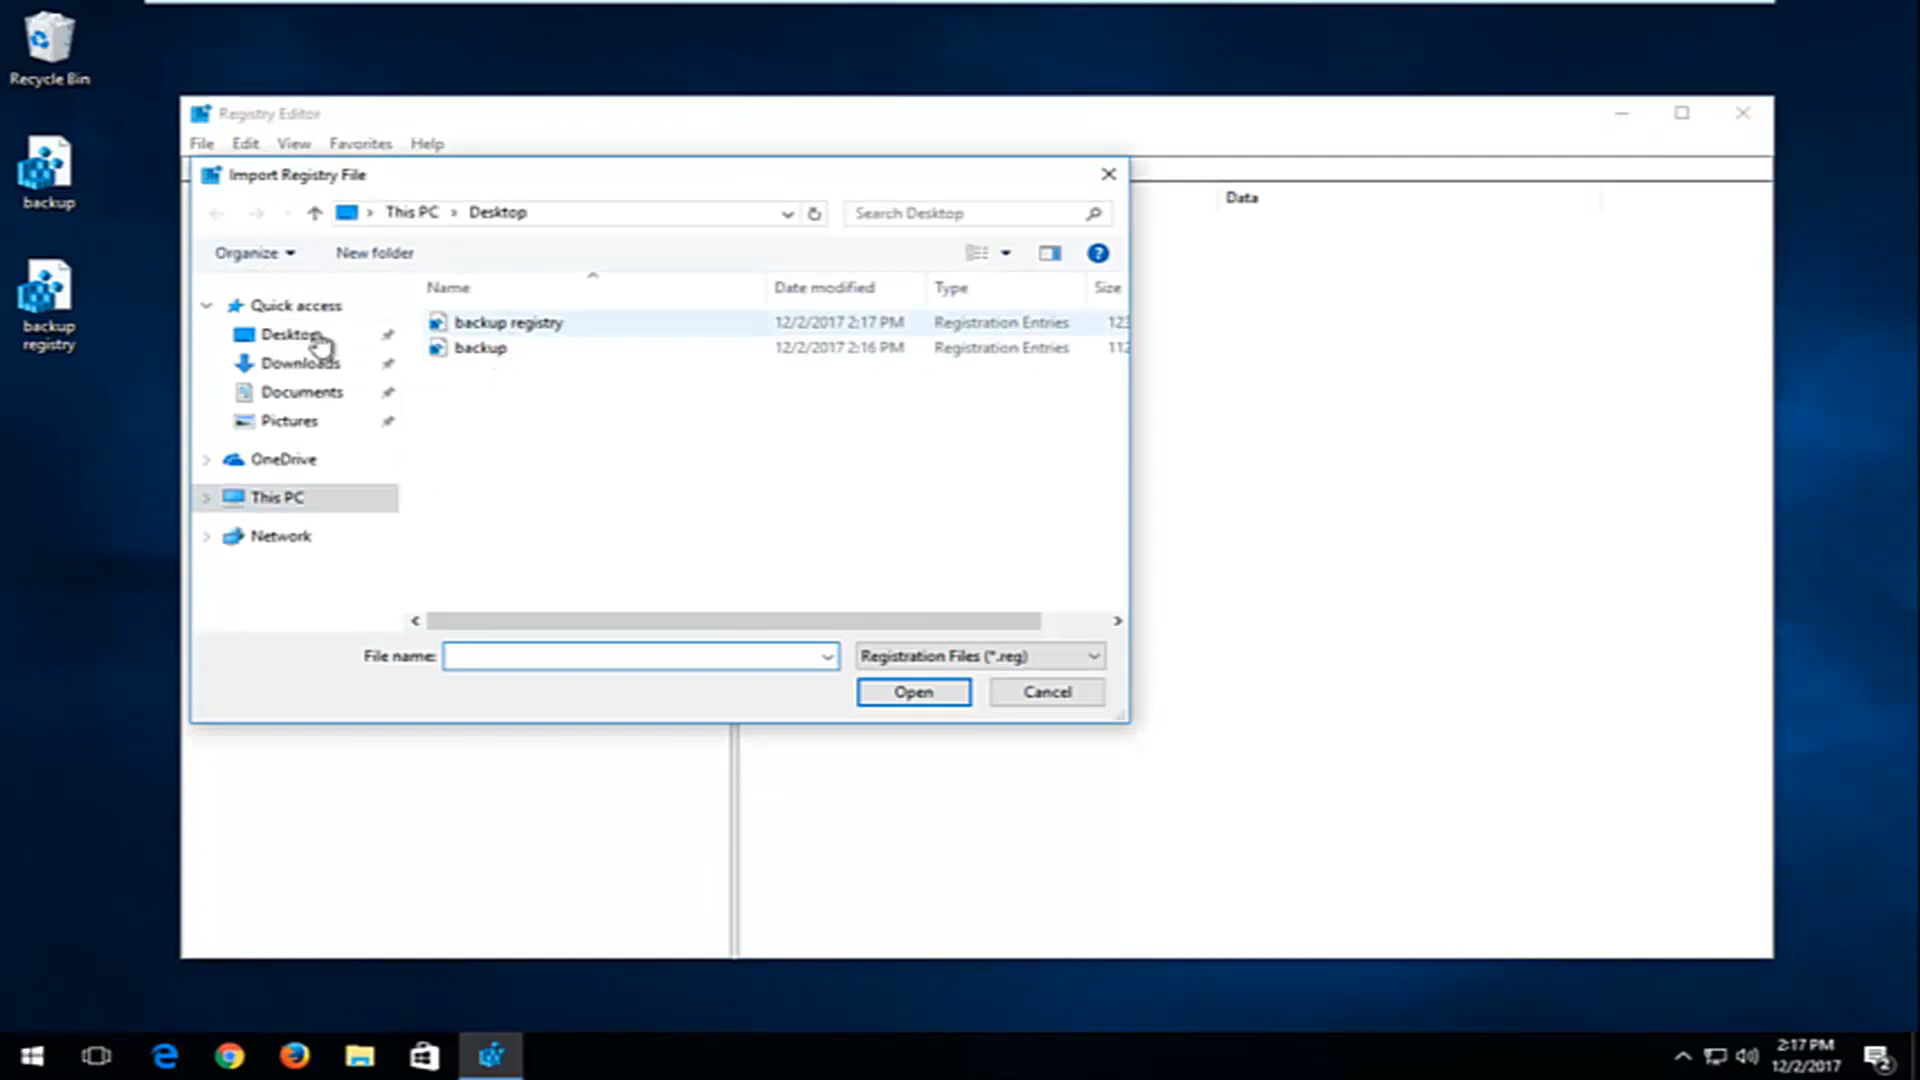 Recycle Bin
backup
backup
registry
Registry Editor
File Edit View Favorites Help
Import Registry File
This PC > Desktop
Search Desktop
Organize
New folder
Name
Date modified
Type
Size
Data
Quick access
Desktop
Downloads
Documents
Pictures
OneDrive
This PC
Network
backup registry 12/2/2017 2:17 PM Registration Entries 123
backup 12/2/2017 2:16 PM Registration Entries 112
File name:
Registration Files (*.reg)
Open
Cancel
2:17 PM
12/2/2017
2